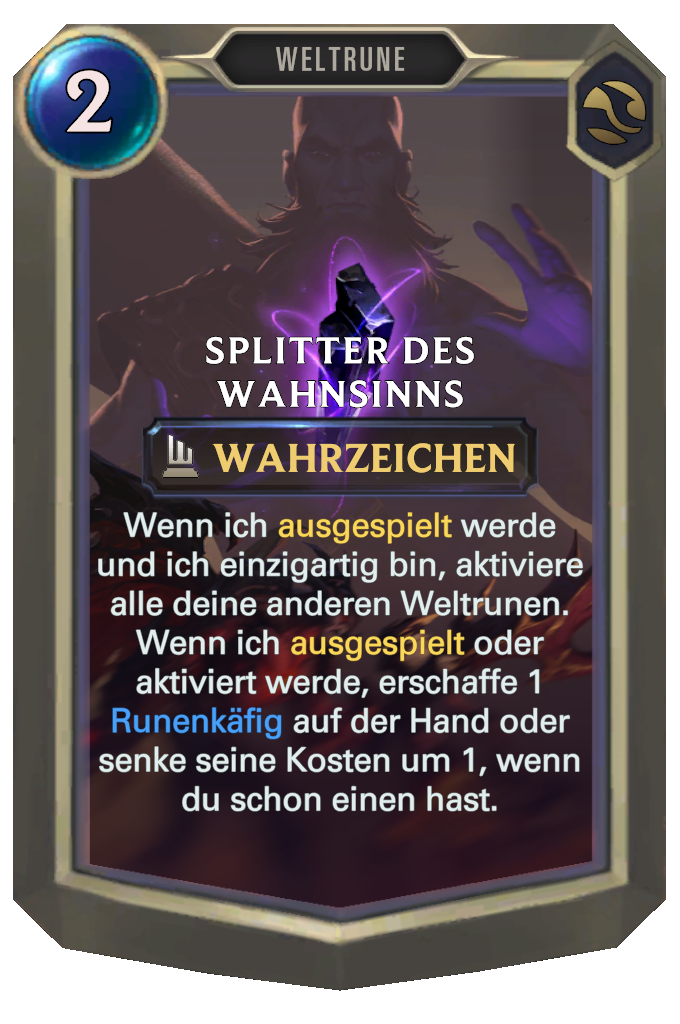 WELTRUNE
2
SPLITTER DES
WAHNSINNS
WAHRZEICHEN
Wenn ich ausgespielt werde
und ich einzigartig bin, aktiviere
alle deine anderen Weltrunen.
Wenn ich ausgespielt oder
aktiviert werde, erschaffe 1
Runenkäfig auf der Hand oder
senke seine Kosten um 1, wenn
du schon einen hast.